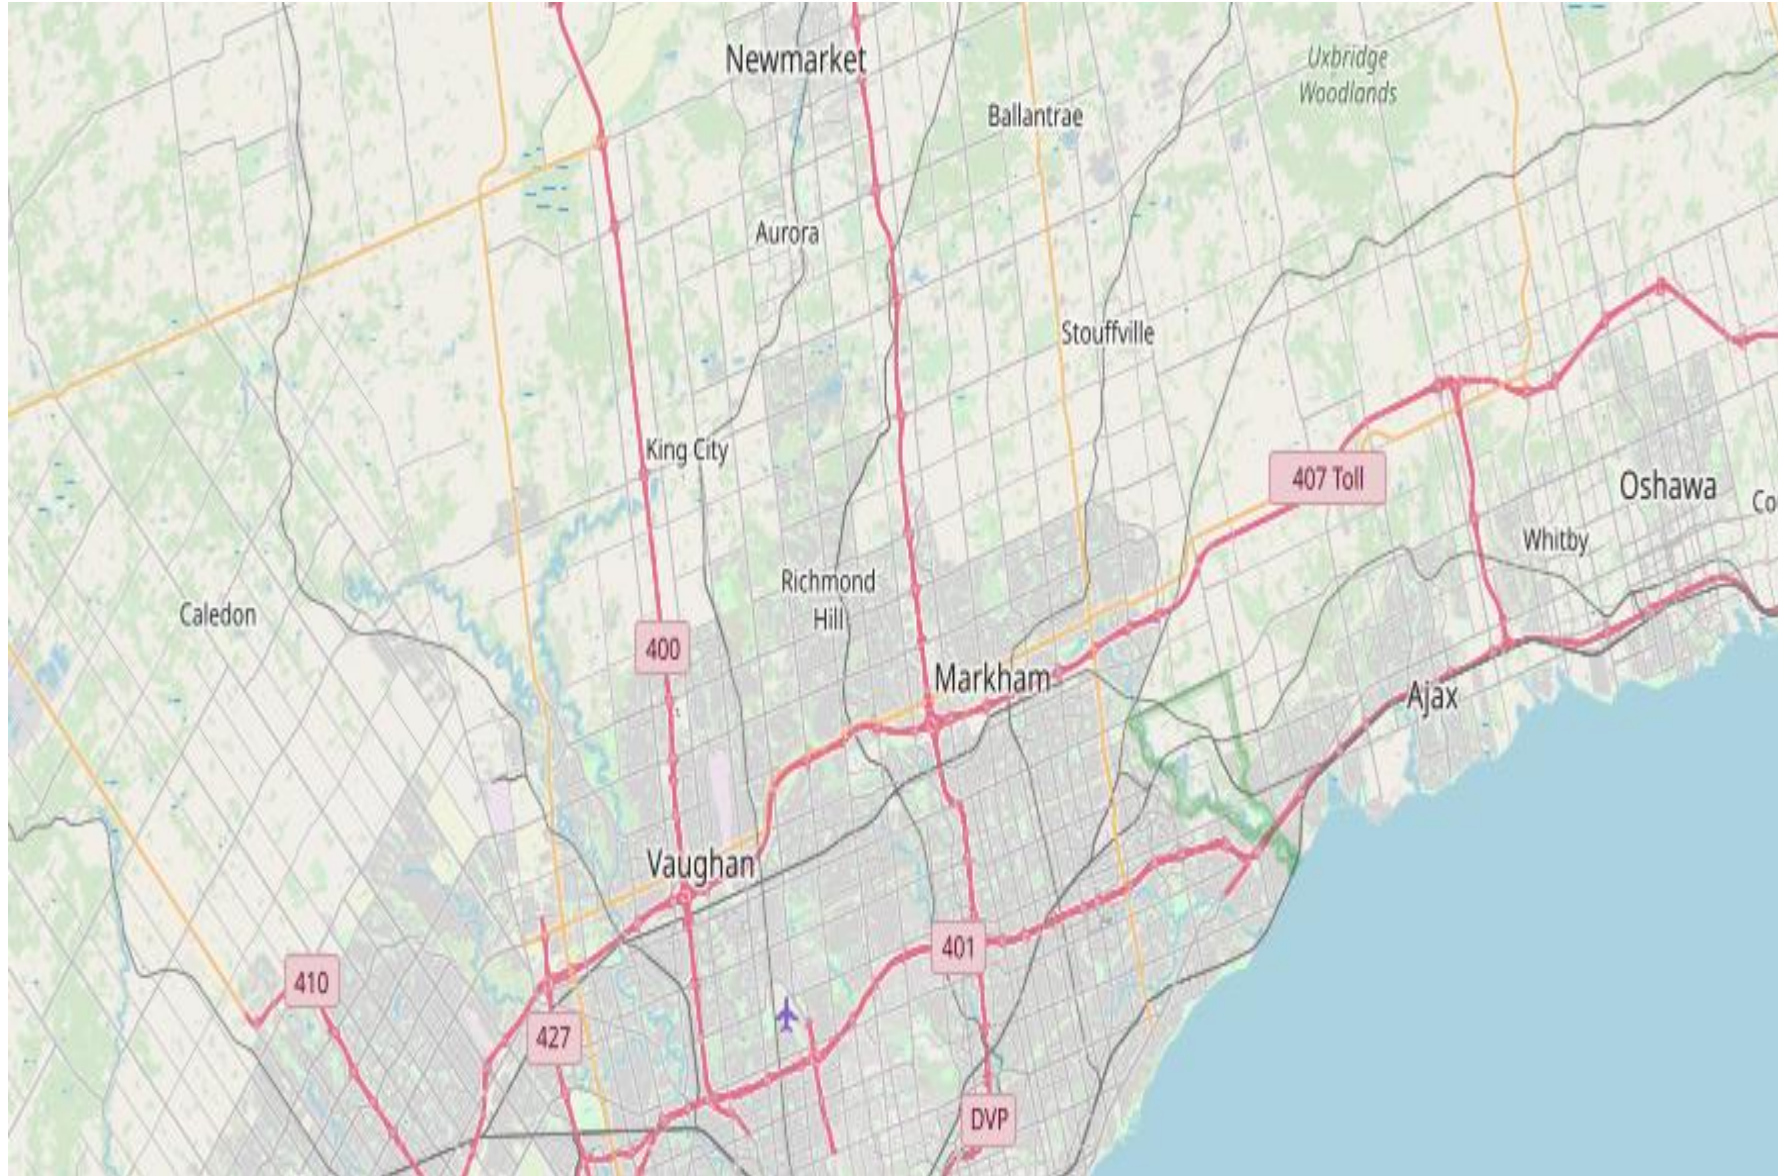 Newmarket
Uxbridge
Woodlands
Ballantrae
Aurora
Stouffville
King City
407 Toll
Oshawa
Co
Whitby
Richmond
Hill
Caledon
400
Markham
Ajax
Vaughan
401
410
427
DVP